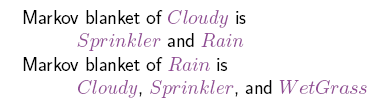 Markov blanket of Cloudy is
Sprinkler and Rain
Markov blanket of Rain is
Cloudy, Sprinkler, and WetGrass